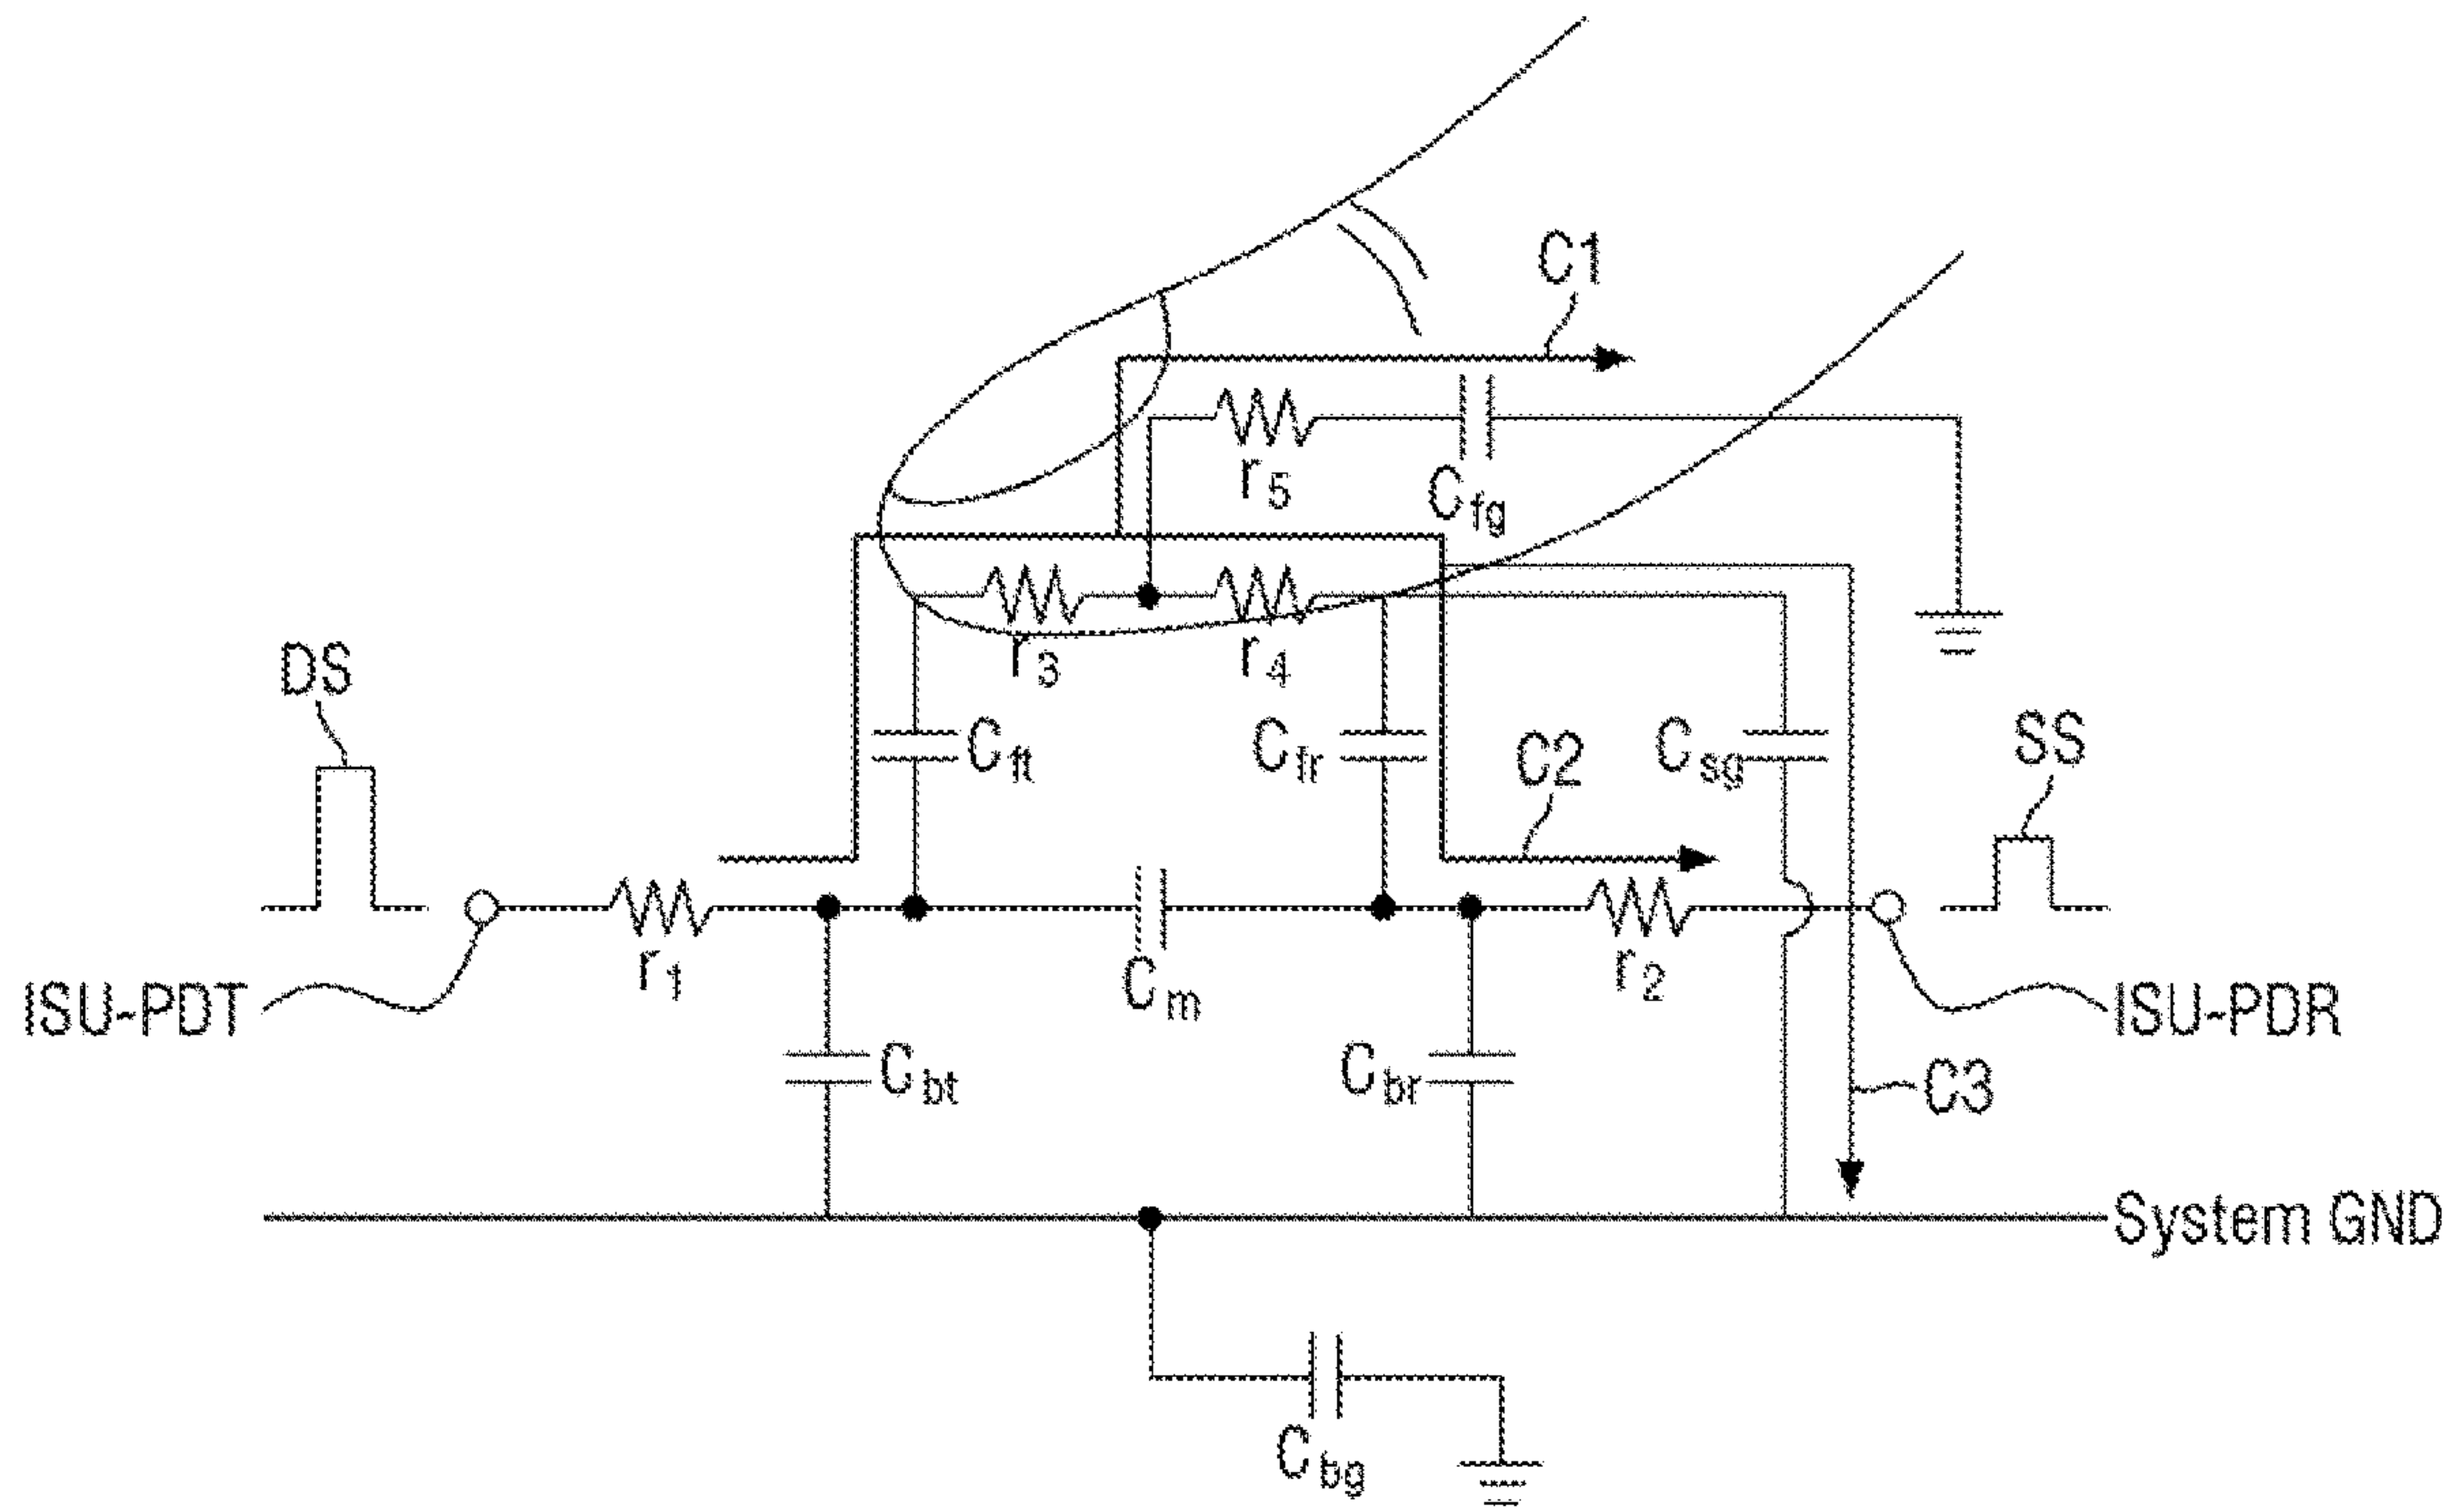 C1
r5
Cfg
DS
r3
r4
Cft
Cfr
C2
Csg
SS
r1
Cm
r2
ISU-PDT
ISU-PDR
Cbt
Cbr
C3
System GND
Cbg